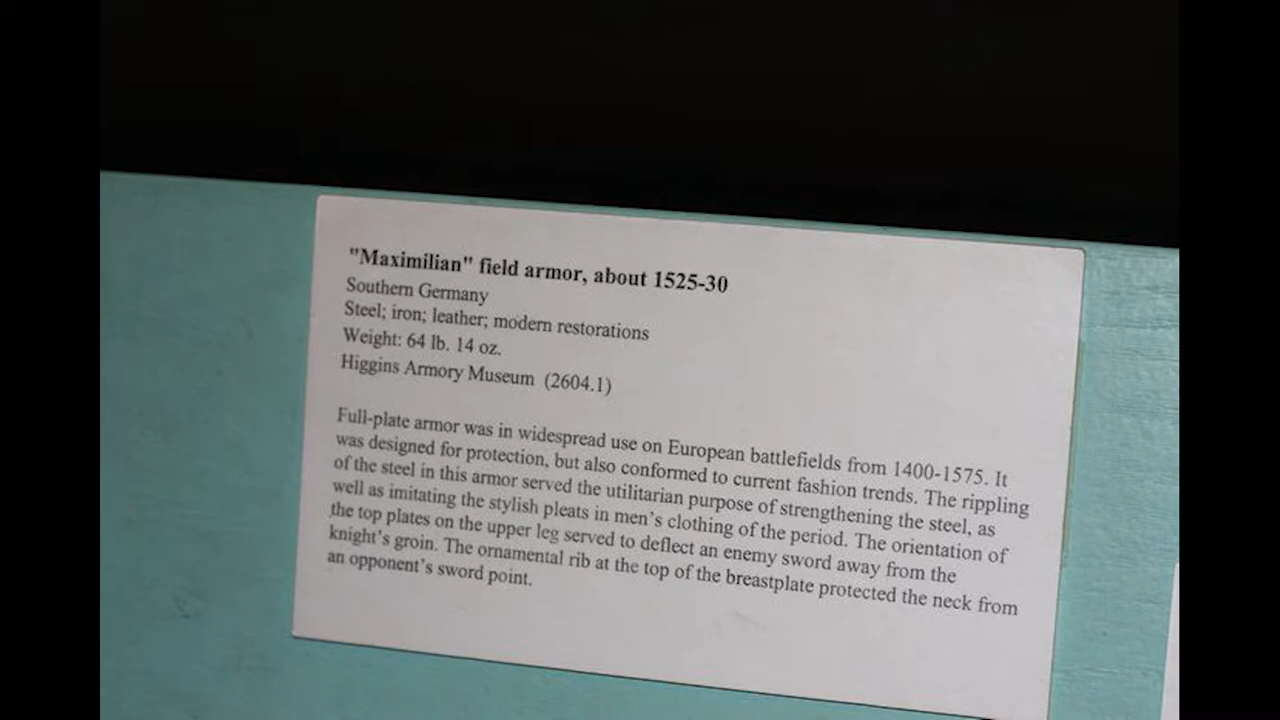 "Maximilian" field armor, about 1525-30
Southern Germany
Steel; iron; leather; modern restorations
Weight: 64 lb. 14 oz.
Higgins Armory Museum (2604.1)
Full-plate armor was in widespread use on European battlefields from 1400-1575. It
was designed for protection, but also conformed to current fashion trends. The rippling
of the steel in this armor served the utilitarian purpose of strengthening the steel, as
well as imitating the stylish pleats in men's clothing of the period. The orientation of
the top plates on the upper leg served to deflect an enemy sword away from the
knight's groin. The ornamental rib at the top of the breastplate protected the neck from
an opponent's sword point.